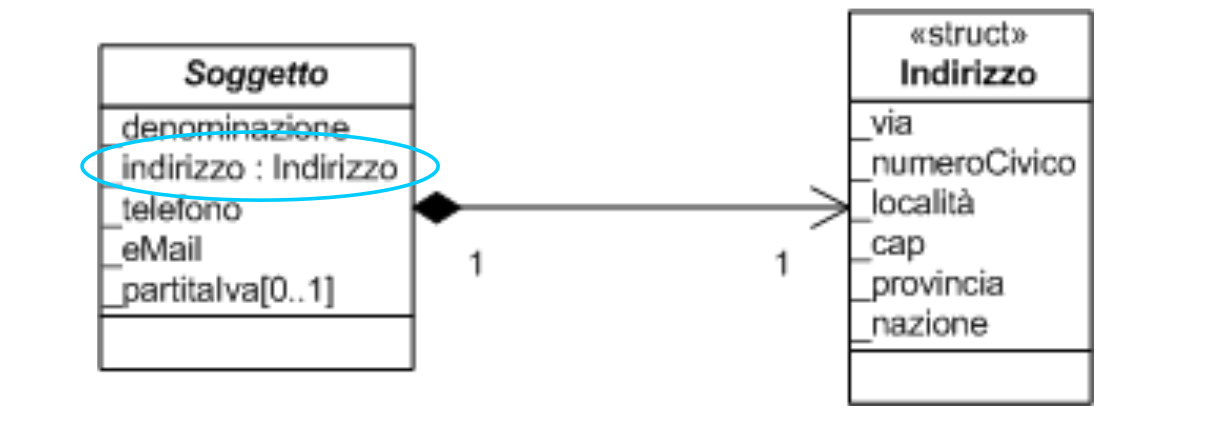 Soggetto
_denominazione
_indirizzo : Indirizzo
_telefono
_eMail
_partitaIva[0..1]
1
1
«struct»
Indirizzo
_via
_numeroCivico
_località
_cap
_provincia
_nazione